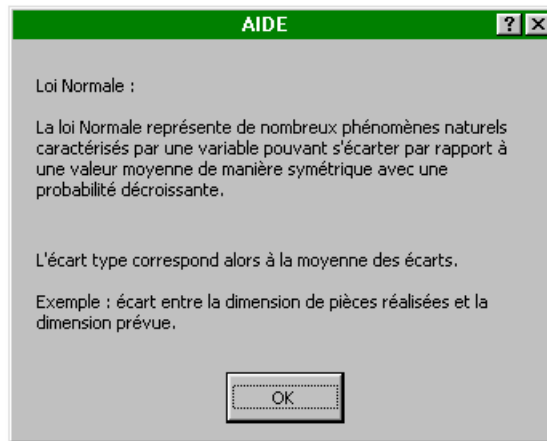 AIDE
Loi Normale :
La loi Normale représente de nombreux phénomènes naturels
caractérisés par une variable pouvant s'écarter par rapport à
une valeur moyenne de manière symétrique avec une
probabilité décroissante.
L'écart type correspond alors à la moyenne des écarts.
Exemple : écart entre la dimension de pièces réalisées et la
dimension prévue.
OK